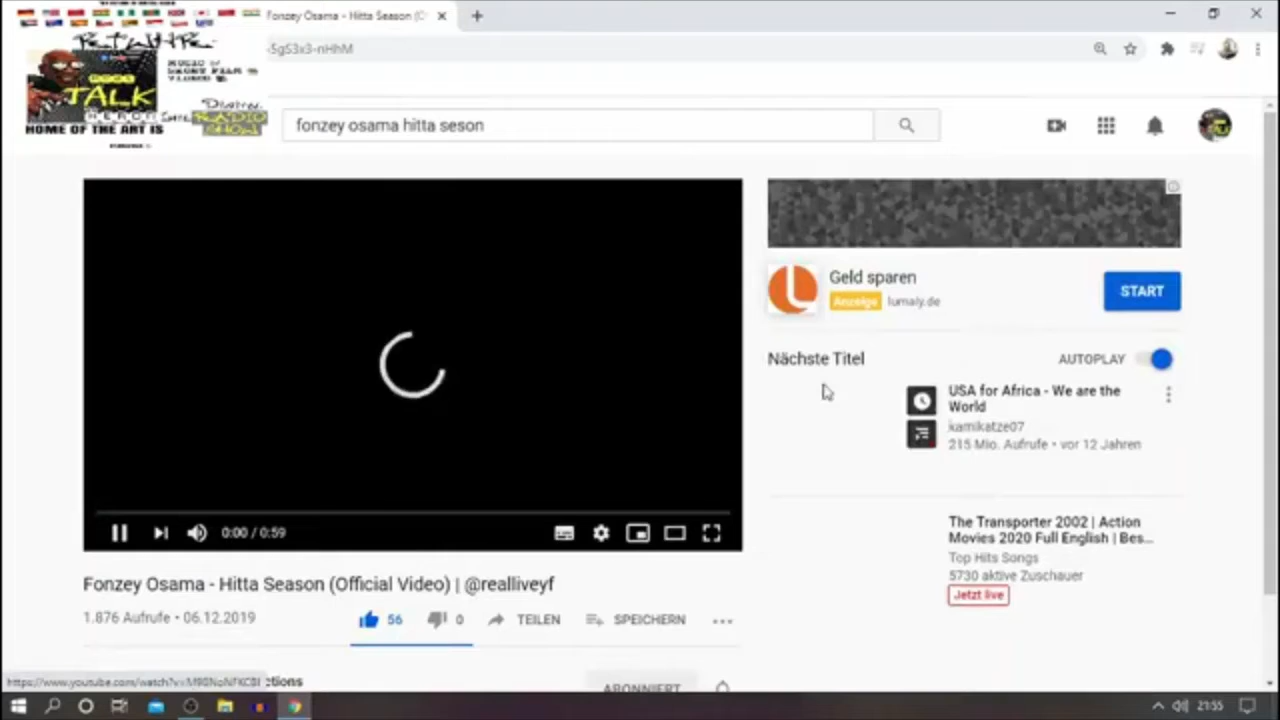 Fonzey Osama - Hitta Season (O
-5gS3x3-nHhM
TALK
HOME OF THE ART IS
RADIO
SHOW
fonzey osama hitta seson
Geld sparen
Anzeige lumaly.de
START
Nächste Titel
AUTOPLAY
USA for Africa - We are the
World
kamikatze07
215 Mio. Aufrufe • vor 12 Jahren
The Transporter 2002 | Action
Movies 2020 Full English | Bes...
Top Hits Songs
5730 aktive Zuschauer
Jetzt live
0:00 / 0:59
Fonzey Osama - Hitta Season (Official Video) | @realliveyf
1.876 Aufrufe • 06.12.2019
56
0
TEILEN
SPEICHERN
ABONNIERT
21:55